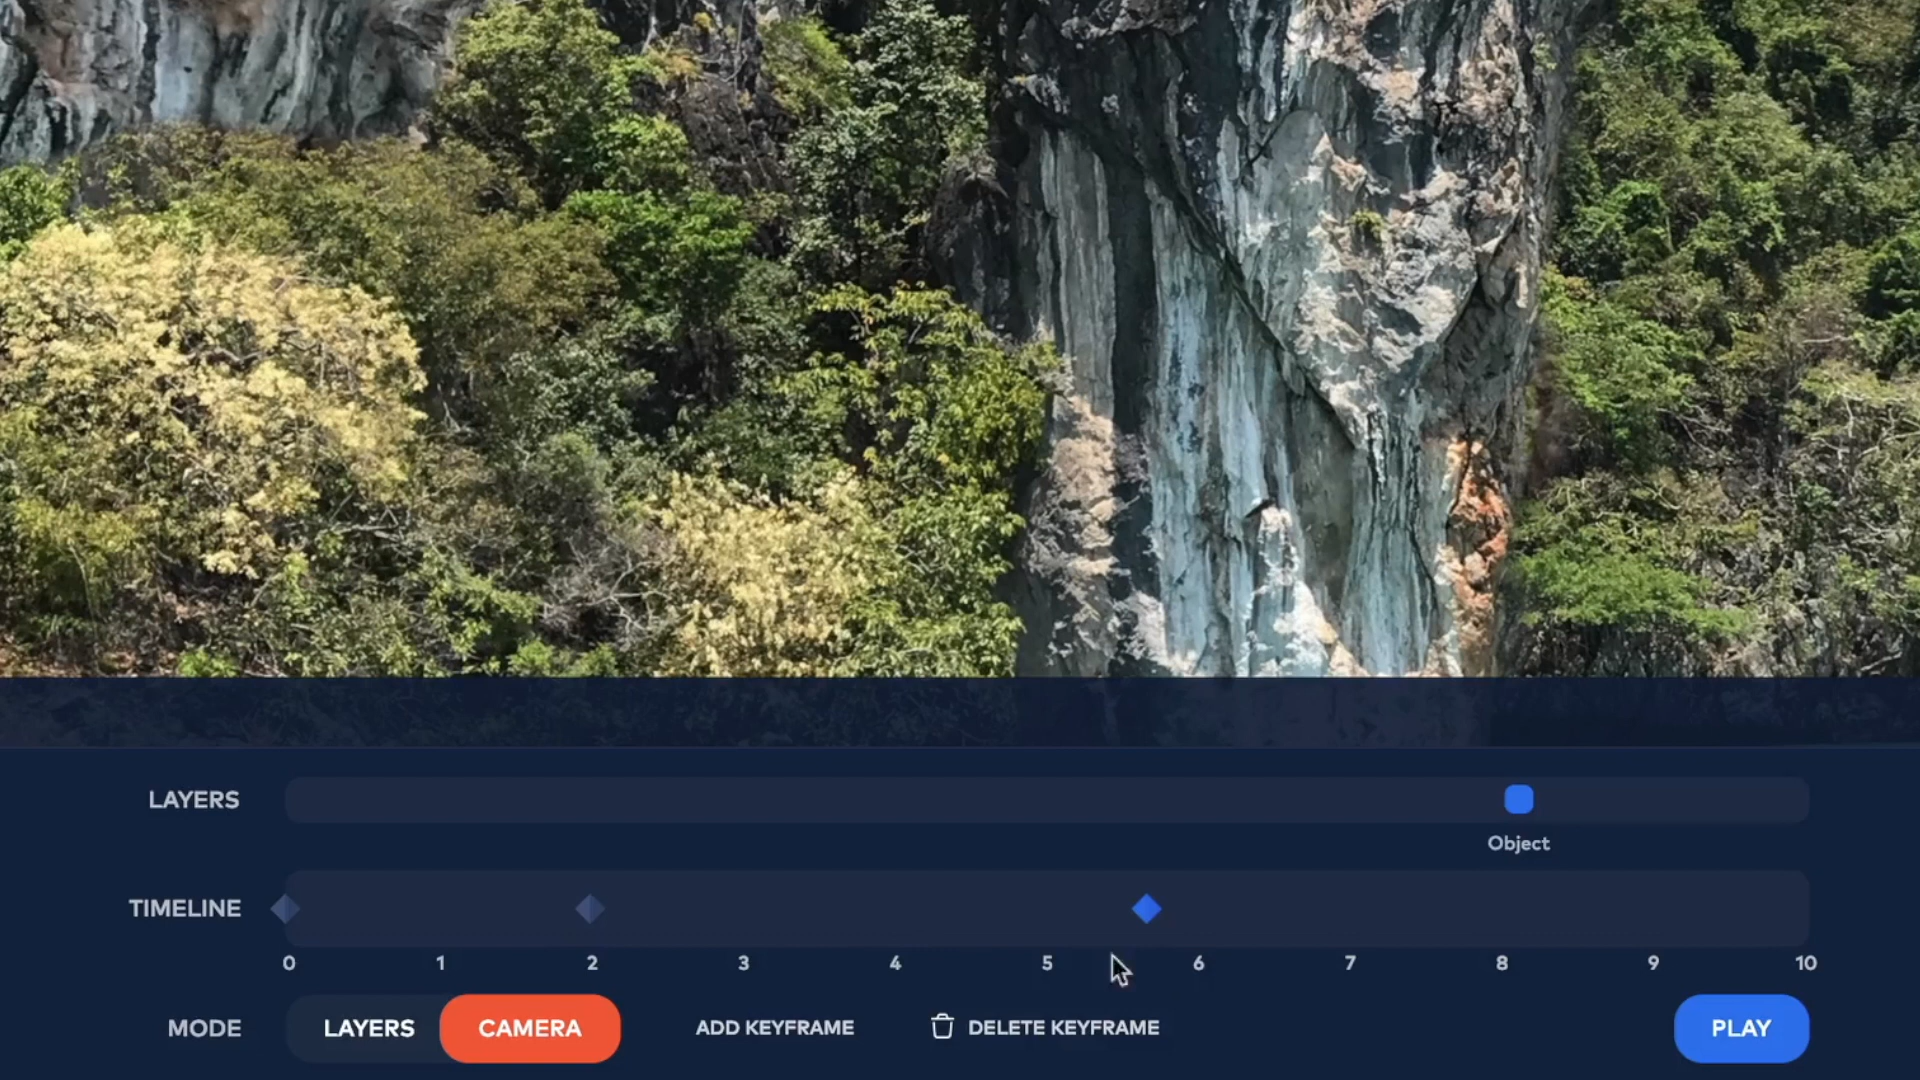 LAYERS
Object
TIMELINE
0 1 2 3 4 5 6 7 8 9 10
MODE LAYERS CAMERA ADD KEYFRAME DELETE KEYFRAME PLAY